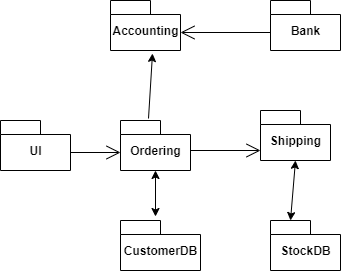 Accounting
Bank
UI
Ordering
Shipping
CustomerDB
StockDB